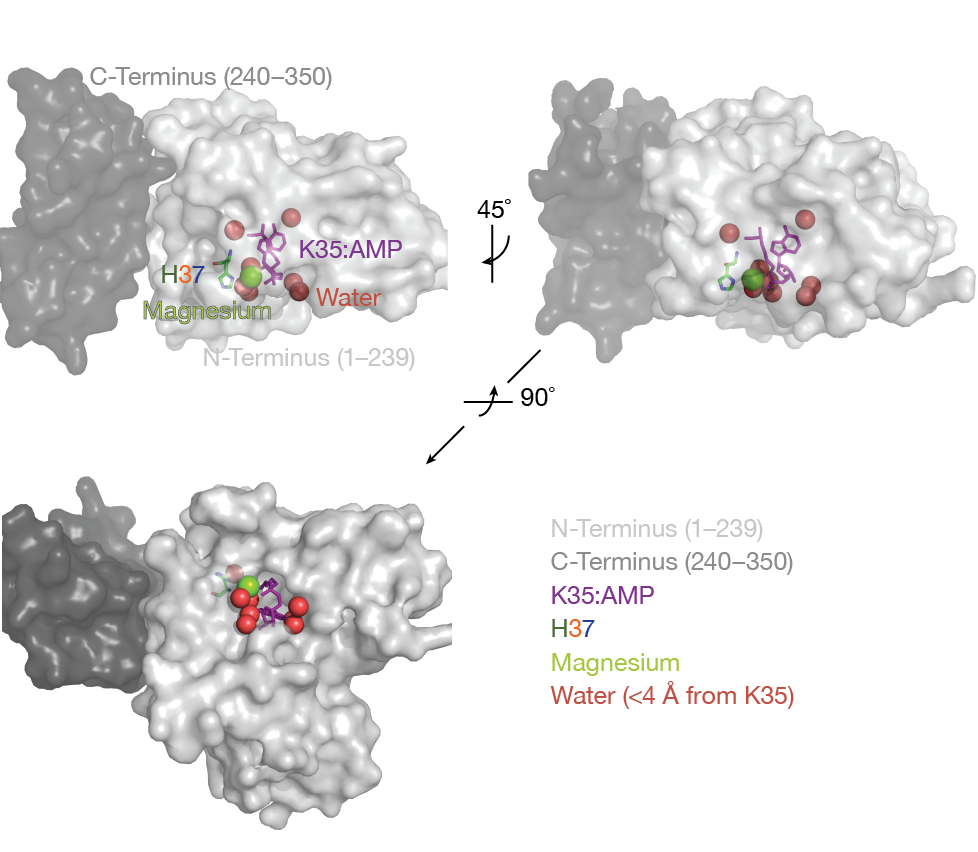 C-Terminus (240–350)
45°
K35:AMP
H37
Water
Magnesium
N-Terminus (1–239)
90°
N-Terminus (1–239)
C-Terminus (240–350)
K35:AMP
H37
Magnesium
Water (<4 Å from K35)